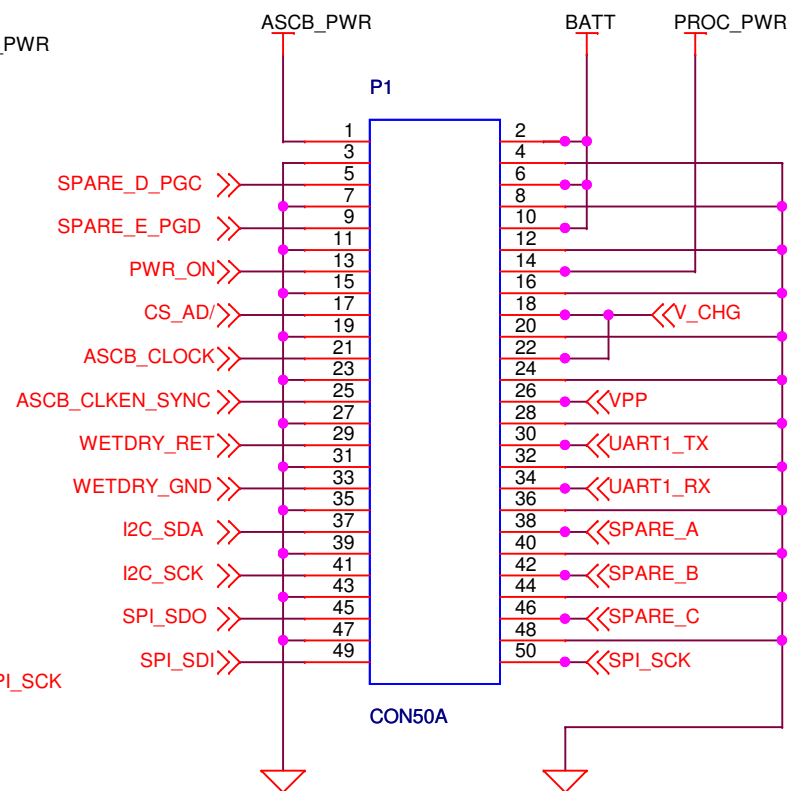 ASCB_PWR BATT PROC_PWR
_PWR
P1
1 2
3 4
SPARE_D_PGC 5 6
7 8
SPARE_E_PGD 9 10
11 12
PWR_ON 13 14
15 16
CS_AD/ 17 18 V_CHG
19 20
ASCB_CLOCK 21 22
23 24
ASCB_CLKEN_SYNC 25 26 VPP
27 28
WETDRY_RET 29 30 UART1_TX
31 32
WETDRY_GND 33 34 UART1_RX
35 36
I2C_SDA 37 38 SPARE_A
39 40
I2C_SCK 41 42 SPARE_B
43 44
SPI_SDO 45 46 SPARE_C
47 48
SPI_SDI 49 50 SPI_SCK
PI_SCK
CON50A